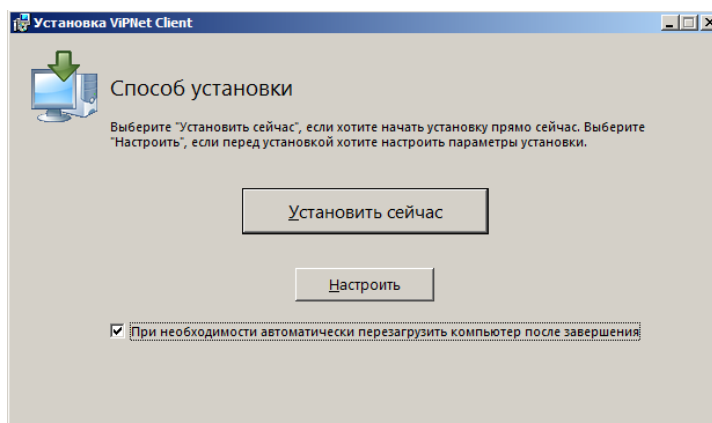 Установка ViPNet Client
Способ установки
Выберите "Установить сейчас", если хотите начать установку прямо сейчас. Выберите
"Настроить", если перед установкой хотите настроить параметры установки.
Установить сейчас
Настроить
При необходимости автоматически перезагрузить компьютер после завершения